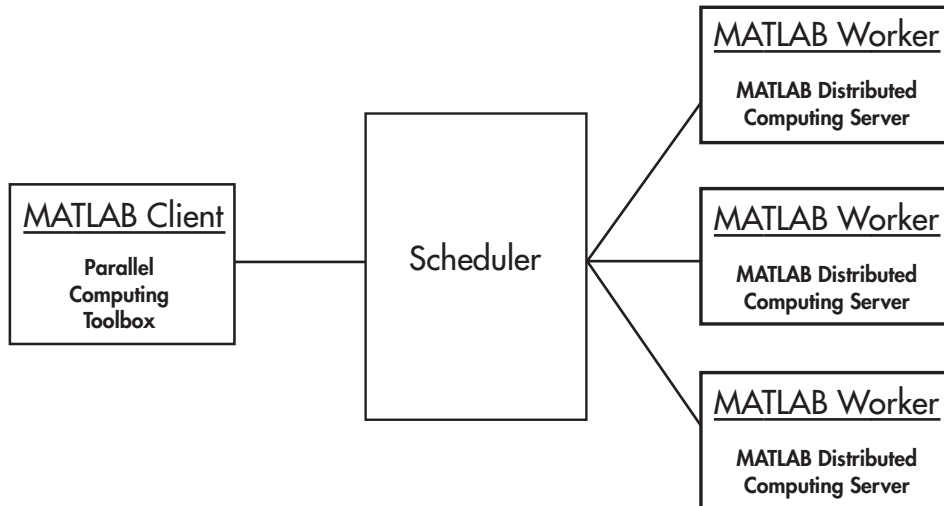 MATLAB Client
Parallel
Computing
Toolbox
Scheduler
MATLAB Worker
MATLAB Distributed
Computing Server
MATLAB Worker
MATLAB Distributed
Computing Server
MATLAB Worker
MATLAB Distributed
Computing Server